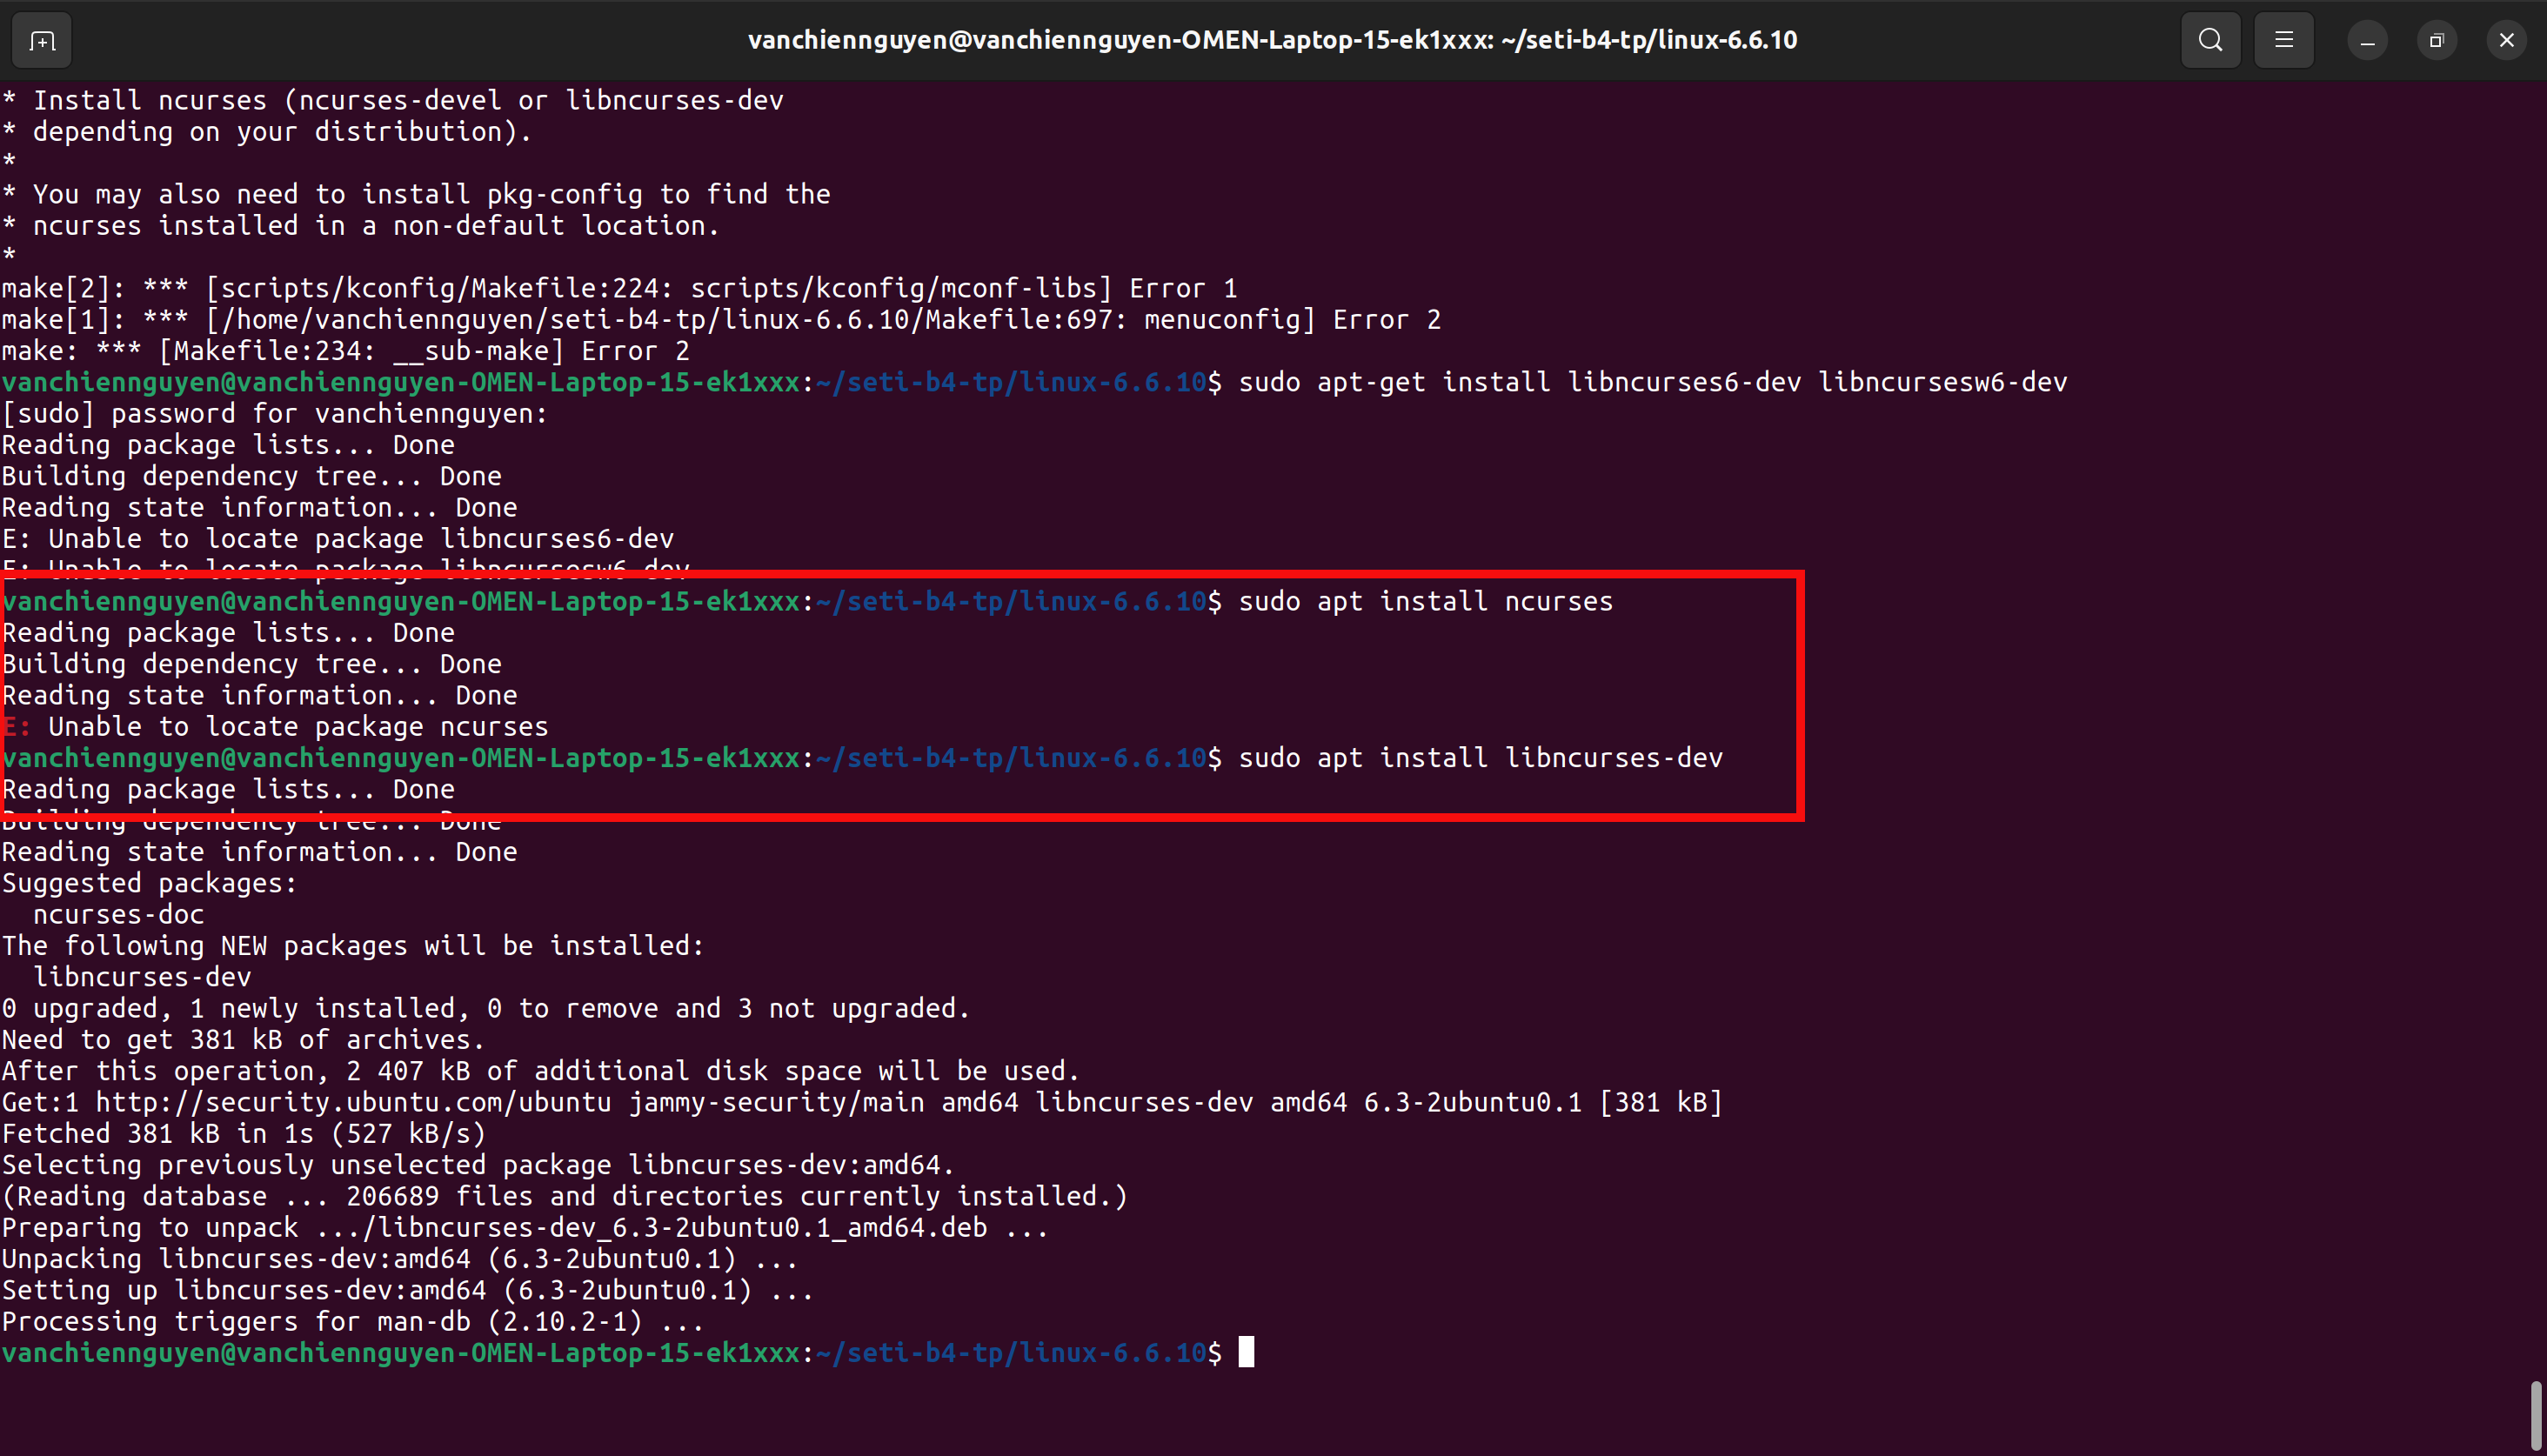 vanchiennguyen@vanchiennguyen-OMEN-Laptop-15-ek1xxx: ~/seti-b4-tp/linux-6.6.10
* Install ncurses (ncurses-devel or libncurses-dev
* depending on your distribution).
*
* You may also need to install pkg-config to find the
* ncurses installed in a non-default location.
*
make[2]: *** [scripts/kconfig/Makefile:224: scripts/kconfig/mconf-libs] Error 1
make[1]: *** [/home/vanchiennguyen/seti-b4-tp/linux-6.6.10/Makefile:697: menuconfig] Error 2
make: *** [Makefile:234: __sub-make] Error 2
vanchiennguyen@vanchiennguyen-OMEN-Laptop-15-ek1xxx:~/seti-b4-tp/linux-6.6.10$ sudo apt-get install libncurses6-dev libncursesw6-dev
[sudo] password for vanchiennguyen:
Reading package lists... Done
Building dependency tree... Done
Reading state information... Done
E: Unable to locate package libncurses6-dev
E: Unable to locate package libncursesw6-dev
vanchiennguyen@vanchiennguyen-OMEN-Laptop-15-ek1xxx:~/seti-b4-tp/linux-6.6.10$ sudo apt install ncurses
Reading package lists... Done
Building dependency tree... Done
Reading state information... Done
E: Unable to locate package ncurses
vanchiennguyen@vanchiennguyen-OMEN-Laptop-15-ek1xxx:~/seti-b4-tp/linux-6.6.10$ sudo apt install libncurses-dev
Reading package lists... Done
Building dependency tree... Done
Reading state information... Done
Suggested packages:
  ncurses-doc
The following NEW packages will be installed:
  libncurses-dev
0 upgraded, 1 newly installed, 0 to remove and 3 not upgraded.
Need to get 381 kB of archives.
After this operation, 2 407 kB of additional disk space will be used.
Get:1 http://security.ubuntu.com/ubuntu jammy-security/main amd64 libncurses-dev amd64 6.3-2ubuntu0.1 [381 kB]
Fetched 381 kB in 1s (527 kB/s)
Selecting previously unselected package libncurses-dev:amd64.
(Reading database ... 206689 files and directories currently installed.)
Preparing to unpack .../libncurses-dev_6.3-2ubuntu0.1_amd64.deb ...
Unpacking libncurses-dev:amd64 (6.3-2ubuntu0.1) ...
Setting up libncurses-dev:amd64 (6.3-2ubuntu0.1) ...
Processing triggers for man-db (2.10.2-1) ...
vanchiennguyen@vanchiennguyen-OMEN-Laptop-15-ek1xxx:~/seti-b4-tp/linux-6.6.10$